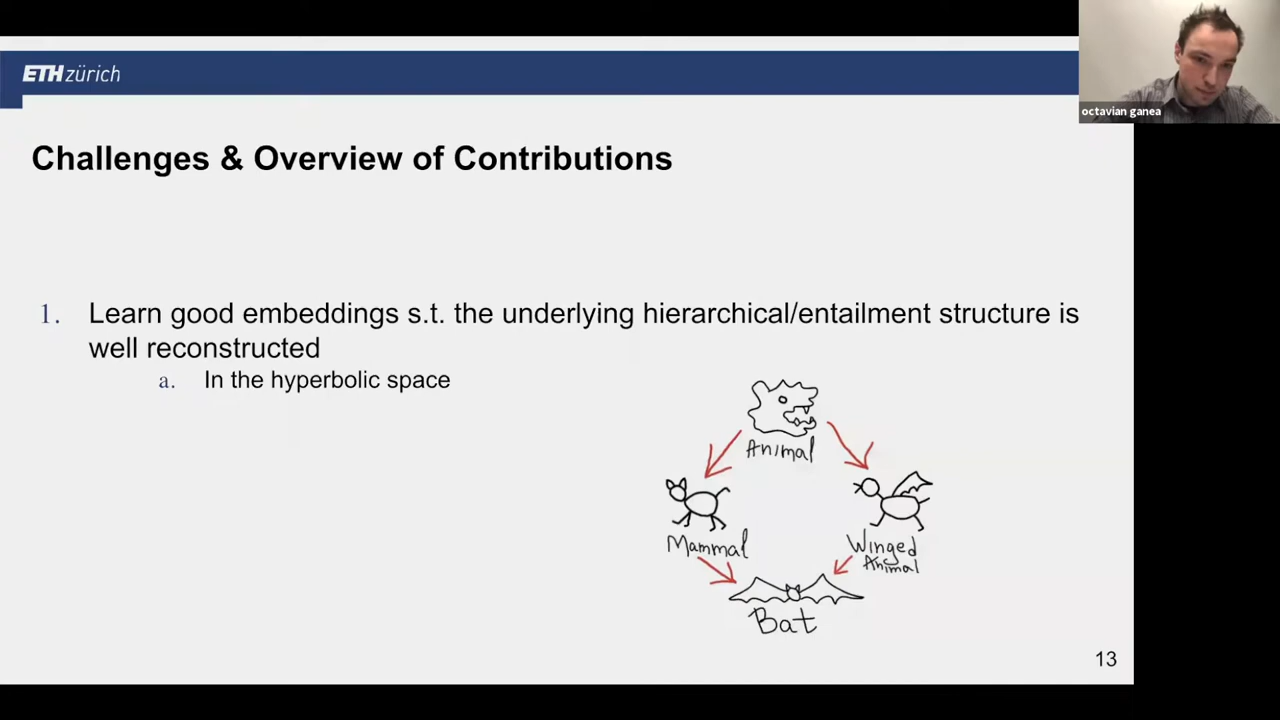 ETH zürich
octavian ganea
Challenges & Overview of Contributions
1. Learn good embeddings s.t. the underlying hierarchical/entailment structure is
well reconstructed
a. In the hyperbolic space
Animal
Mammal
Winged
Animal
Bat
13